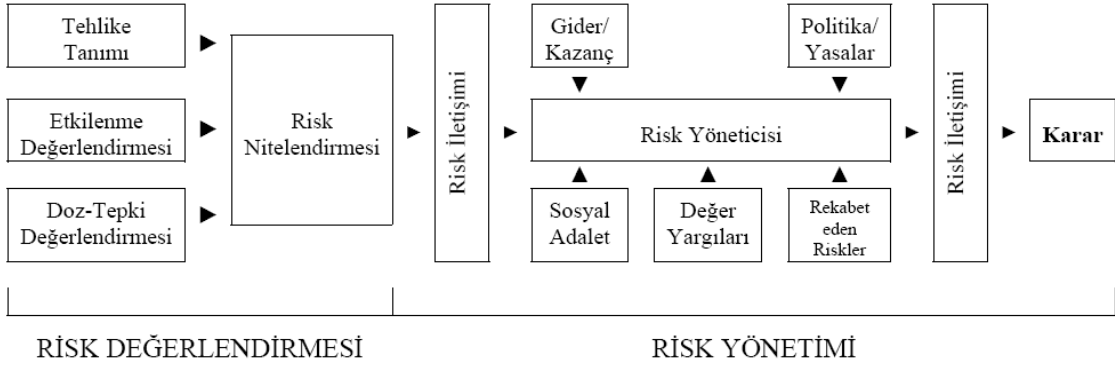 Tehlike
Tanımı
Etkilenme
Değerlendirmesi
Doz-Tepki
Değerlendirmesi
Risk
Nitelendirmesi
Risk İletişimi
Gider/
Kazanç
Politika/
Yasalar
Risk Yöneticisi
Sosyal
Adalet
Değer
Yargıları
Rekabet
eden
Riskler
Risk İletişimi
Karar
RİSK DEĞERLENDİRMESİ
RİSK YÖNETİMİ